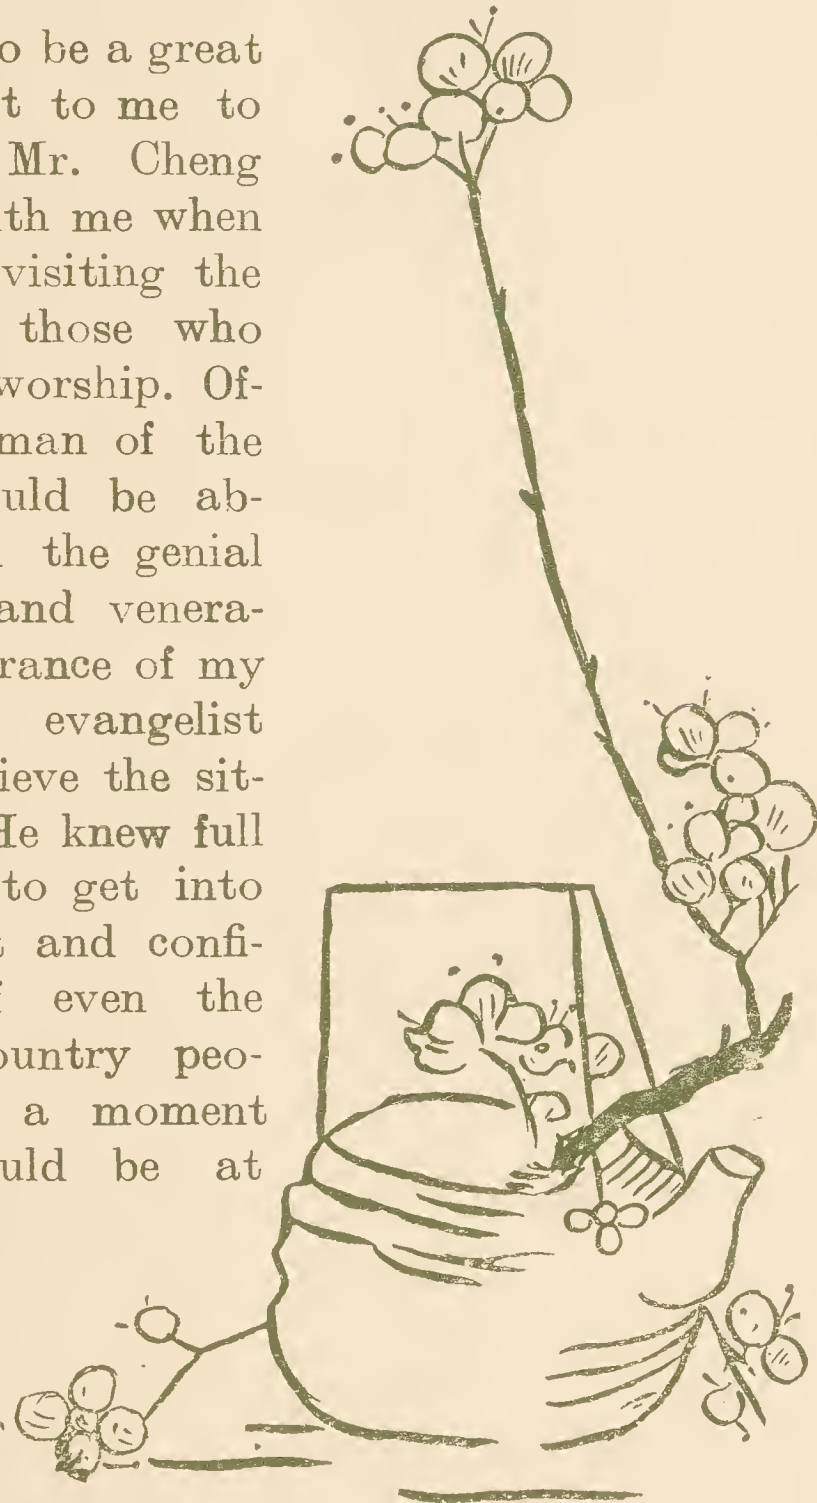 o be a great
t to me to
Mr. Cheng
ith me when
visiting the
those who
worship. Of-
man of the
uld be ab-
the genial
and venera-
rance of my
evangelist
ieve the sit-
He knew full
to get into
t and confi-
even the
ountry peo-
a moment
uld be at